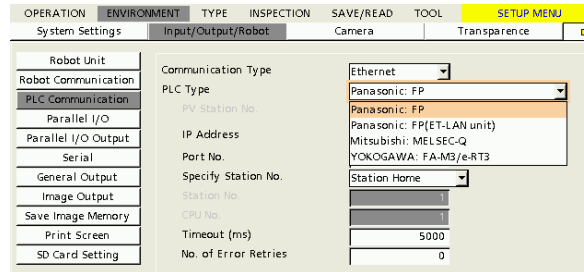 OPERATION ENVIRONMENT TYPE INSPECTION SAVE/READ TOOL SETUP MENU
System Settings Input/Output/Robot Camera Transparence
Robot Unit
Robot Communication
PLC Communication
Parallel I/O
Parallel I/O Output
Serial
General Output
Image Output
Save Image Memory
Print Screen
SD Card Setting
Communication Type Ethernet
PLC Type Panasonic: FP
PV Station No.
Panasonic: FP
Panasonic: FP(ET-LAN unit)
Mitsubishi: MELSEC-Q
YOKOGAWA: FA-M3/e-RT3
IP Address
Port No.
Specify Station No. Station Home
Station No. 1
CPU No. 1
Timeout (ms) 5000
No. of Error Retries 0